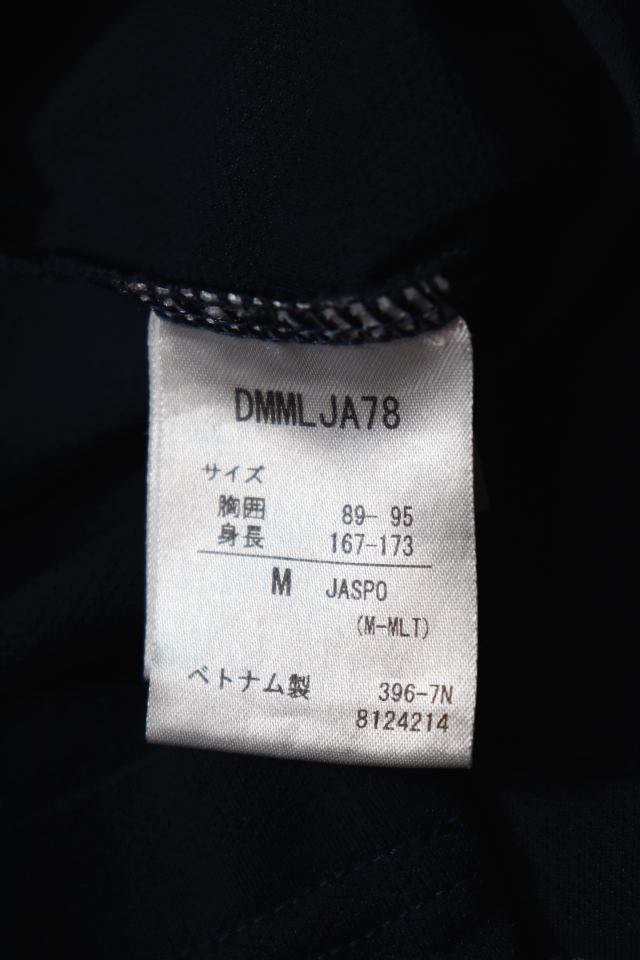 DMMLJA78
サイズ
胸囲 89- 95
身長 167-173
M JASPO
(M-MLT)
ベトナム製 396-7N
8124214